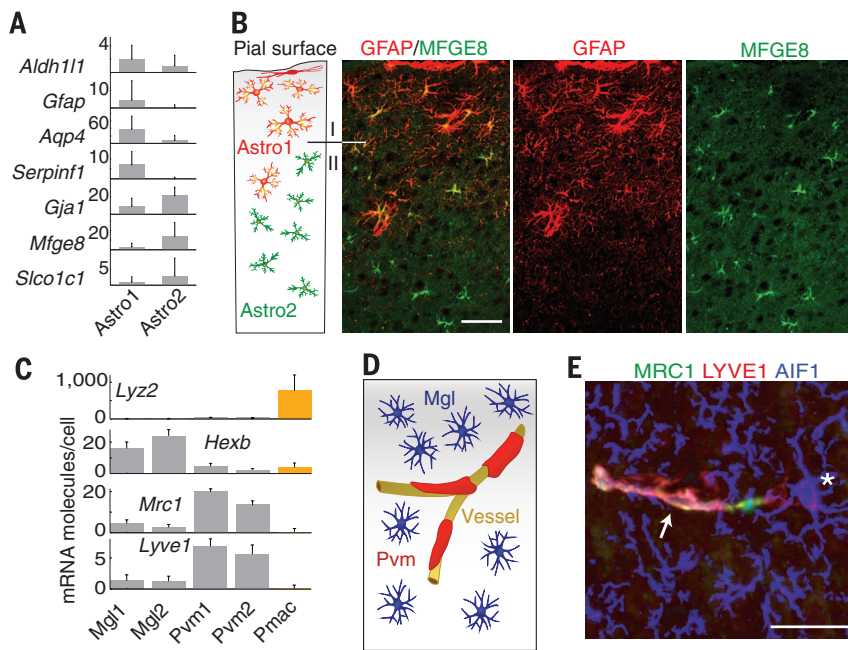 A
Aldh1l1 4
Gfap 10
Aqp4 60
Serpinf1 10
Gja1 20
Mfge8 20
Slco1c1 5
Astro1 Astro2
B
Pial surface
GFAP/MFGE8 GFAP MFGE8
I
Astro1
II
Astro2
C
mRNA molecules/cell
1,000 Lyz2
0
20 Hexb
0
20 Mrc1
0
5 Lyve1
0
Mgl1 Mgl2 Pvm1 Pvm2 Pmac
D
Mgl
Vessel
Pvm
E
MRC1 LYVE1 AIF1
*